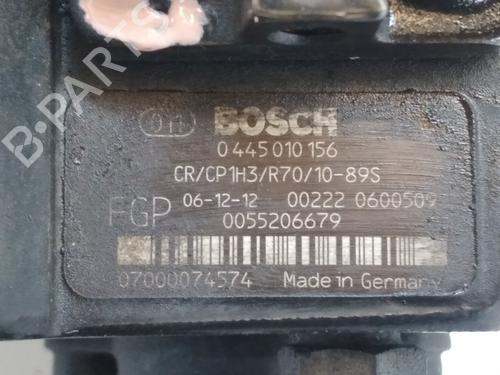 BOSCH
0 445 010 156
CR/CP1H3/R70/10-89S
FGP 06-12-12 00222 0600509
0055206679
07000074574 Made in Germany
B-PARTS